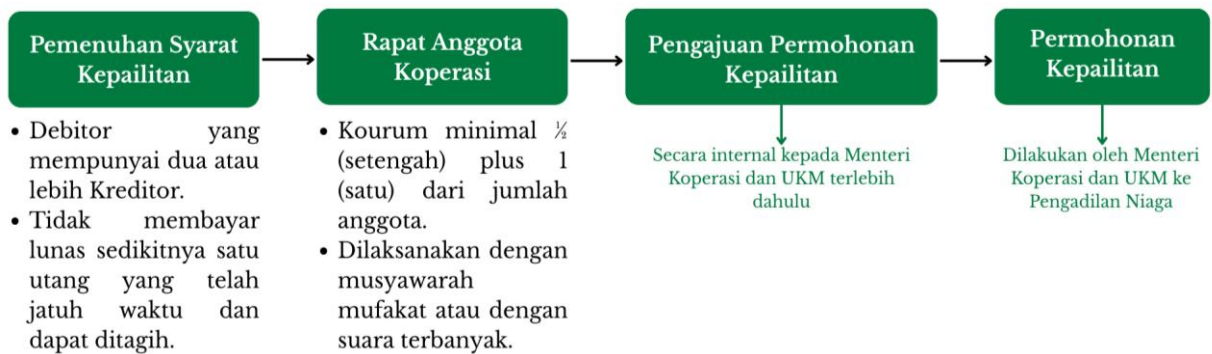 Pemenuhan Syarat
Kepailitan
Rapat Anggota
Koperasi
Pengajuan Permohonan
Kepailitan
Permohonan
Kepailitan
• Debitor yang
mempunyai dua atau
lebih Kreditor.
• Tidak membayar
lunas sedikitnya satu
utang yang telah
jatuh waktu dan
dapat ditagih.
• Kourum minimal ½
(setengah) plus 1
(satu) dari jumlah
anggota.
• Dilaksanakan dengan
musyawarah
mufakat atau dengan
suara terbanyak.
Secara internal kepada Menteri
Koperasi dan UKM terlebih
dahulu
Dilakukan oleh Menteri
Koperasi dan UKM ke
Pengadilan Niaga